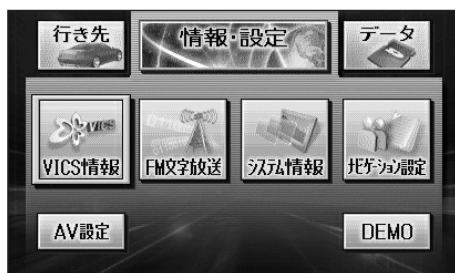 行き先
情報・設定
データ
VICS
VICS情報
FM文字放送
システム情報
ナビゲーション設定
AV設定
DEMO